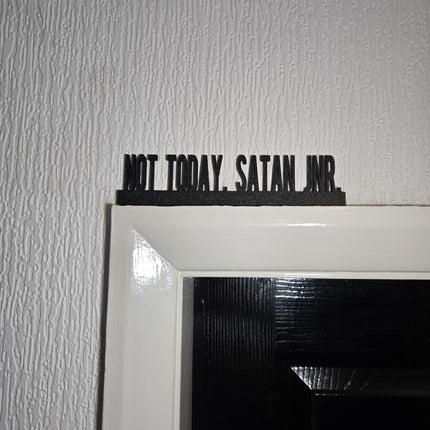 NOT TODAY, SATAN JNR.